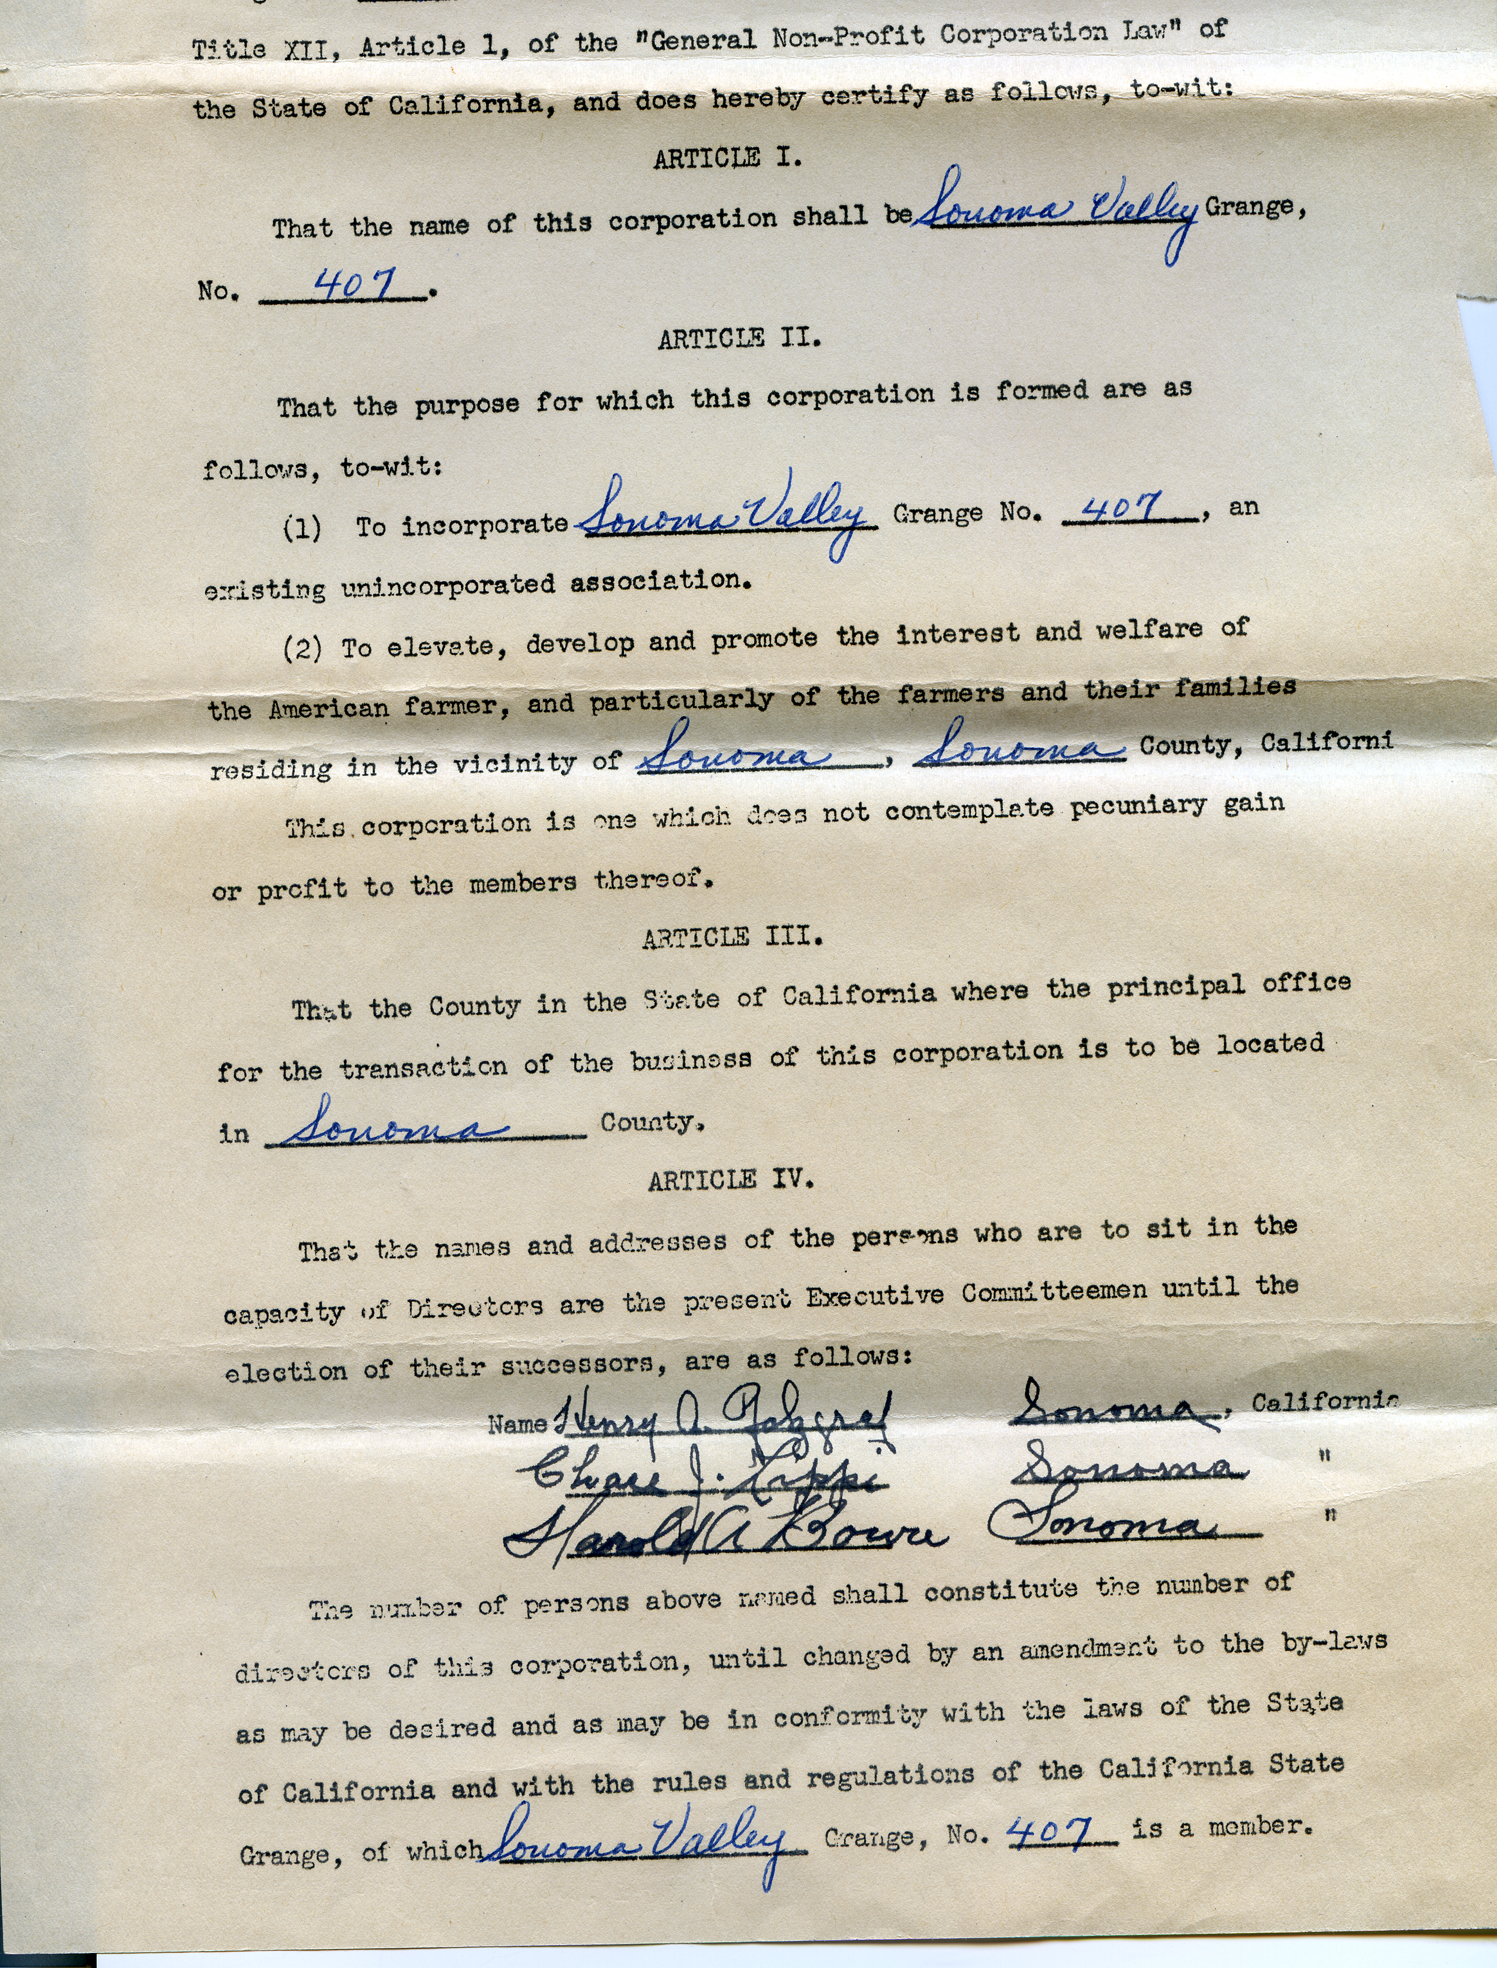 Title XII, Article 1, of the "General Non-Profit Corporation Law" of
the State of California, and does hereby certify as follows, to-wit:
ARTICLE I.
That the name of this corporation shall be Sonoma Valley Grange,
No. 407.
ARTICLE II.
That the purpose for which this corporation is formed are as
follows, to-wit:
(1) To incorporate Sonoma Valley Grange No. 407, an
existing unincorporated association.
(2) To elevate, develop and promote the interest and welfare of
the American farmer, and particularly of the farmers and their families
residing in the vicinity of Sonoma, Sonoma County, Californi
This corporation is one which does not contemplate pecuniary gain
or profit to the members thereof.
ARTICLE III.
That the County in the State of California where the principal office
for the transaction of the business of this corporation is to be located
in Sonoma County.
ARTICLE IV.
That the names and addresses of the persons who are to sit in the
capacity of Directors are the present Executive Committeemen until the
election of their successors, are as follows:
Name Henry A. Sonoma, California
J. Lippi Sonoma "
Harold A Sonoma "
The number of persons above named shall constitute the number of
directors of this corporation, until changed by an amendment to the by-laws
as may be desired and as may be in conformity with the laws of the State
of California and with the rules and regulations of the California State
Grange, of which Sonoma Valley Grange, No. 407 is a member.